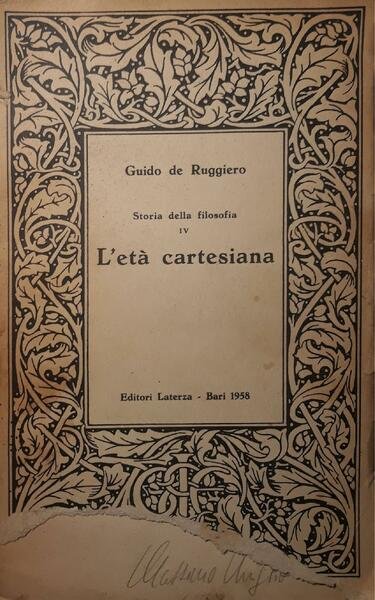 Guido de Ruggiero
Storia della filosofia
IV
L'età cartesiana
Editori Laterza - Bari 1958